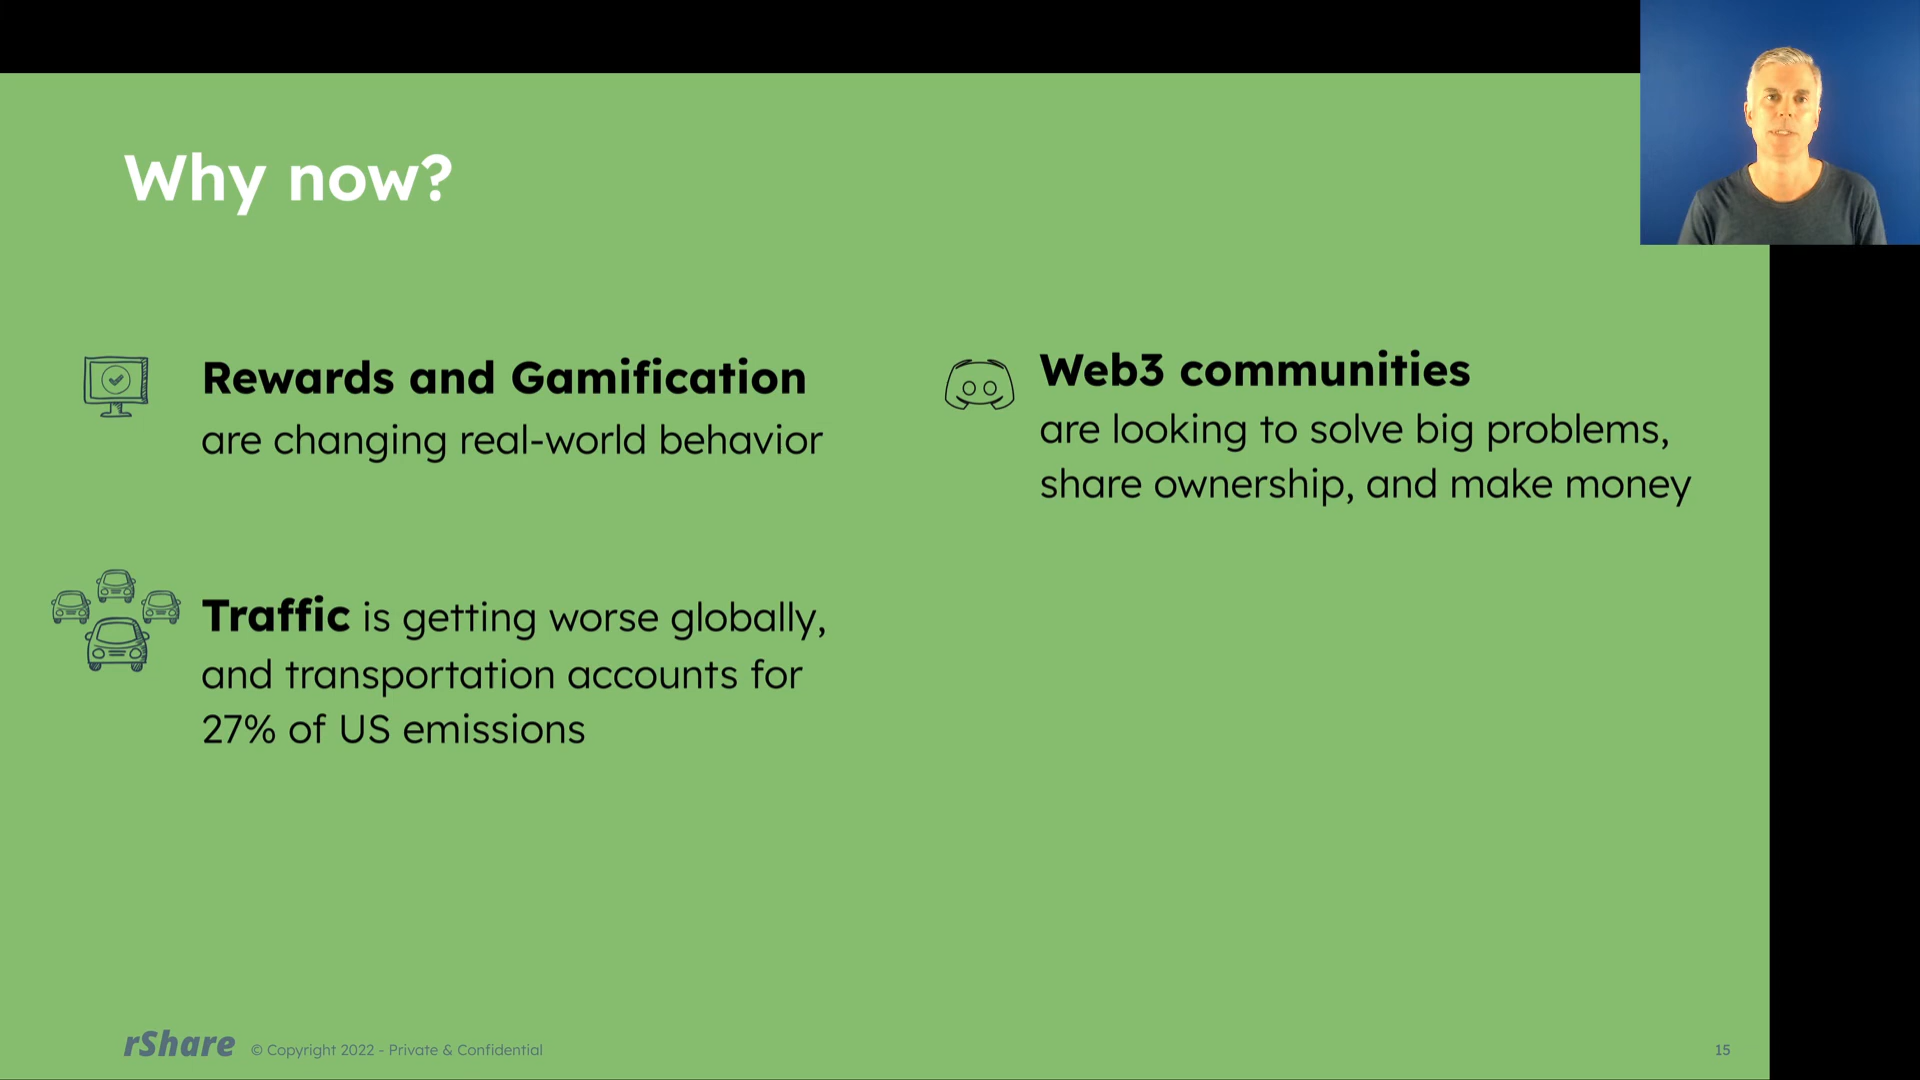 Why now?
Rewards and Gamification
are changing real-world behavior
Web3 communities
are looking to solve big problems,
share ownership, and make money
Traffic is getting worse globally,
and transportation accounts for
27% of US emissions
rShare © Copyright 2022 - Private & Confidential
15